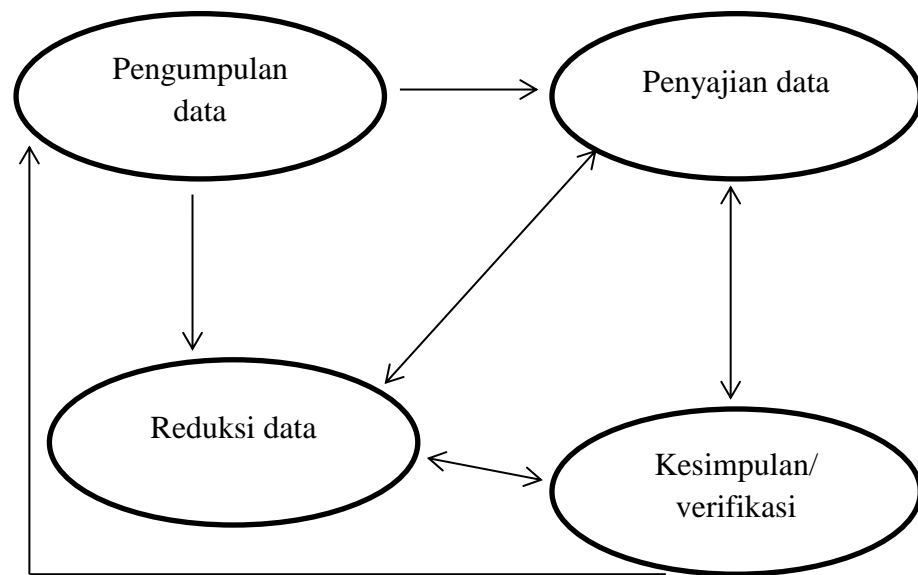 Pengumpulan
data
Penyajian data
Reduksi data
Kesimpulan/
verifikasi